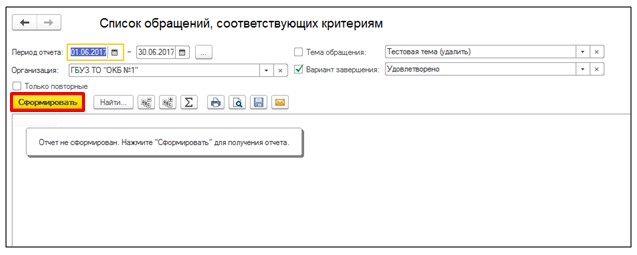 Список обращений, соответствующих критериям
Период отчета: 01.06.2017 - 30.06.2017 ... Тема обращения: Тестовая тема {удалить}
Организация: ГБУЗ ТО "ОКБ №1" Вариант завершения: Удовлетворено
Только повторные
Сформировать Найти... Σ
Отчет не сформирован. Нажмите "Сформировать" для получения отчета.